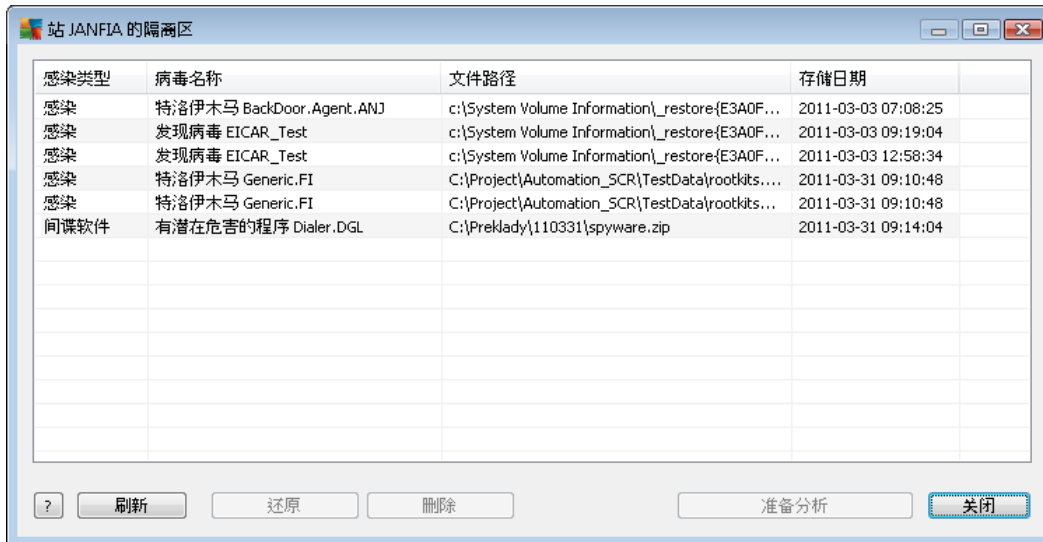 站 JANFIA 的隔离区
感染类型 病毒名称 文件路径 存储日期
感染 特洛伊木马 BackDoor.Agent.ANJ c:\System Volume Information\_restore{E3A0F... 2011-03-03 07:08:25
感染 发现病毒 EICAR_Test c:\System Volume Information\_restore{E3A0F... 2011-03-03 09:19:04
感染 发现病毒 EICAR_Test c:\System Volume Information\_restore{E3A0F... 2011-03-03 12:58:34
感染 特洛伊木马 Generic.FI C:\Project\Automation_SCR\TestData\rootkits.... 2011-03-31 09:10:48
感染 特洛伊木马 Generic.FI C:\Project\Automation_SCR\TestData\rootkits... 2011-03-31 09:10:48
间谍软件 有潜在危害的程序 Dialer.DGL C:\Preklady\110331\spyware.zip 2011-03-31 09:14:04
? 刷新 还原 删除 准备分析 关闭